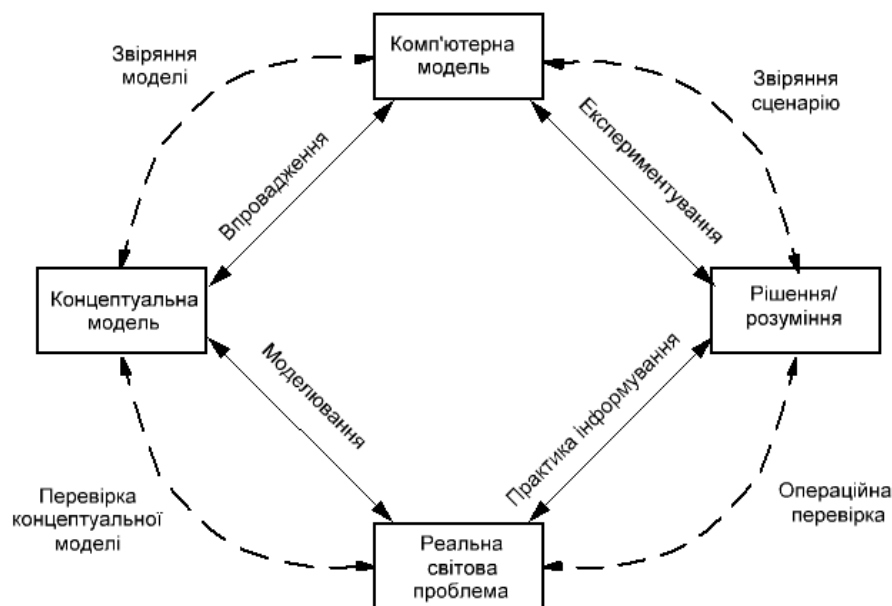 Комп'ютерна
модель
Звіряння
моделі
Звіряння
сценарію
Впровадження
Експериментування
Концептуальна
модель
Рішення/
розуміння
Моделювання
Практика інформування
Перевірка
концептуальної
моделі
Операційна
перевірка
Реальна
світова
проблема